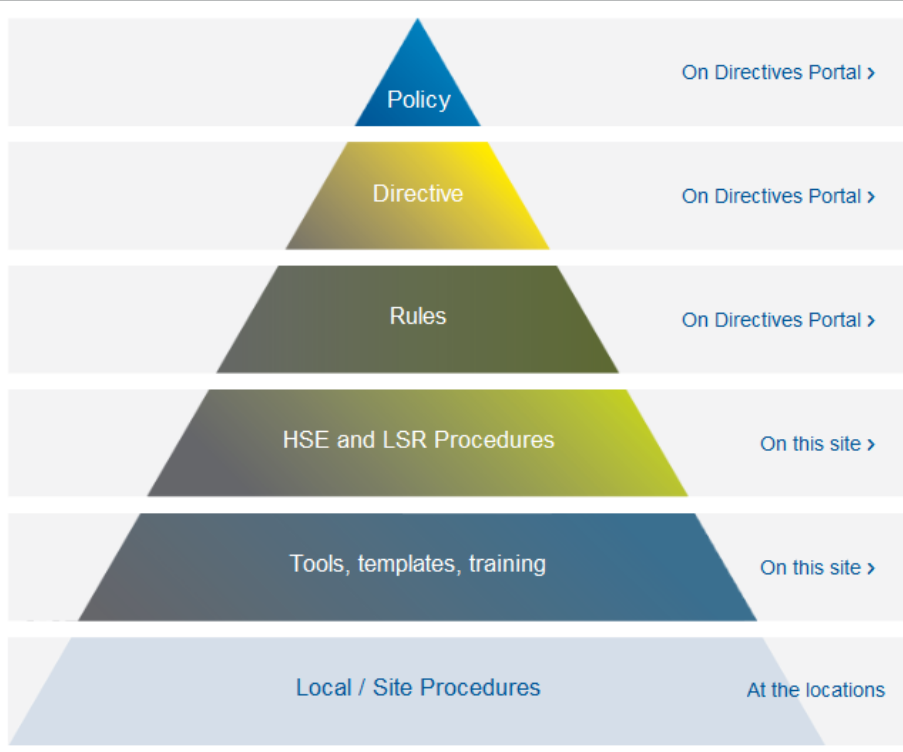 Policy
On Directives Portal ›
Directive
On Directives Portal ›
Rules
On Directives Portal ›
HSE and LSR Procedures
On this site ›
Tools, templates, training
On this site ›
Local / Site Procedures
At the locations